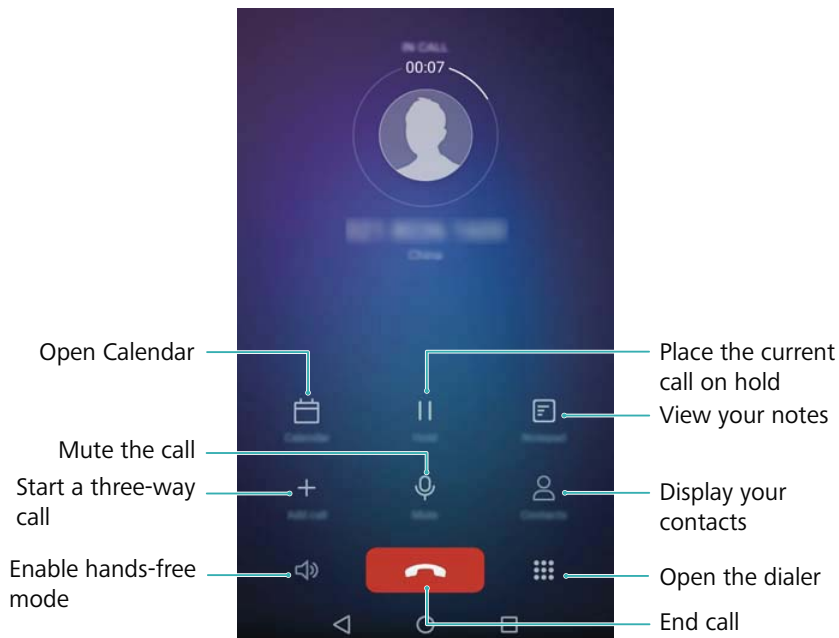 IN CALL
00:07
China
Open Calendar
Place the current
call on hold
View your notes
Calendar
Hold
Notepad
Mute the call
Start a three-way
call
Display your
contacts
Add call
Mute
Contacts
Enable hands-free
mode
Open the dialer
End call